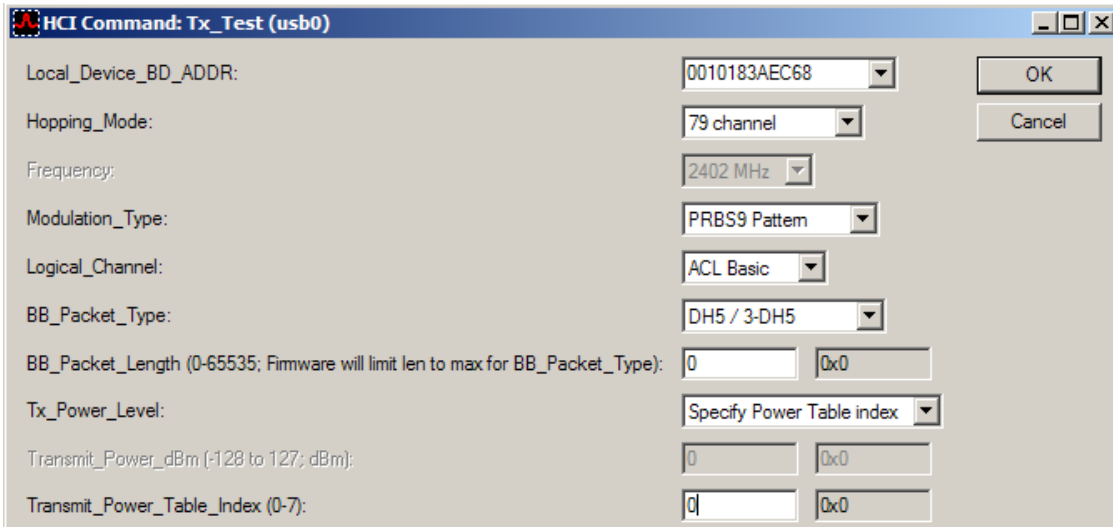 HCI Command: Tx_Test (usb0)
Local_Device_BD_ADDR: 0010183AEC68 OK
Hopping_Mode: 79 channel Cancel
Frequency: 2402 MHz
Modulation_Type: PRBS9 Pattern
Logical_Channel: ACL Basic
BB_Packet_Type: DH5 / 3-DH5
BB_Packet_Length (0-65535; Firmware will limit len to max for BB_Packet_Type): 0 0x0
Tx_Power_Level: Specify Power Table index
Transmit_Power_dBm (-128 to 127; dBm): 0 0x0
Transmit_Power_Table_Index (0-7): 0 0x0